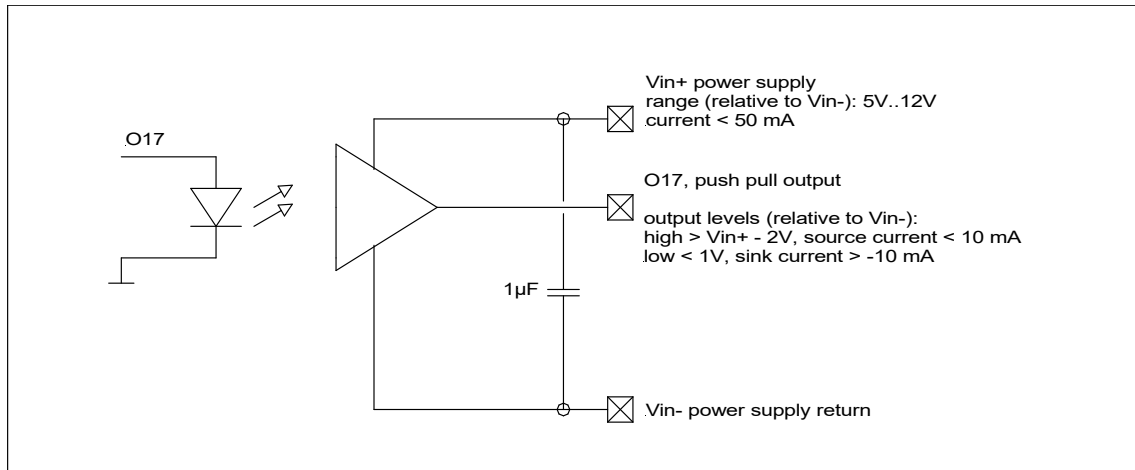 Vin+ power supply
range (relative to Vin-): 5V..12V
current < 50 mA
O17
O17, push pull output
output levels (relative to Vin-):
high > Vin+ - 2V, source current < 10 mA
low < 1V, sink current > -10 mA
1µF
Vin- power supply return